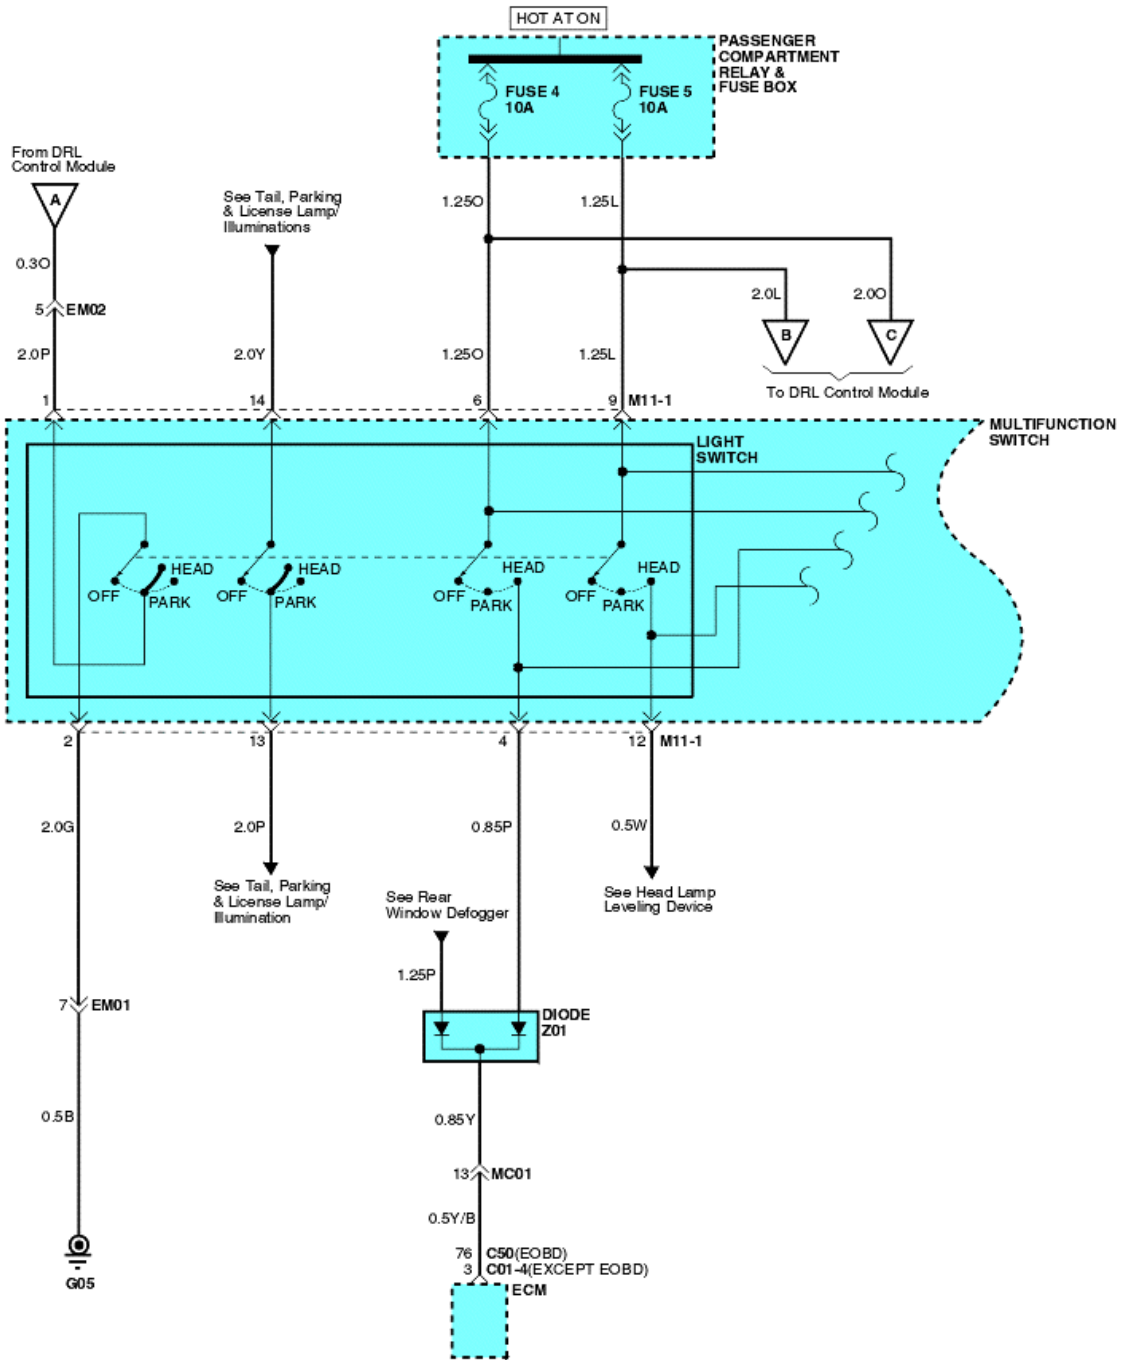 HOT AT ON
PASSENGER
COMPARTMENT
RELAY &
FUSE BOX
FUSE 4
10A
FUSE 5
10A
From DRL
Control Module
A
See Tail, Parking
& License Lamp/
Illuminations
1.25O
1.25L
0.3O
5
EM02
2.0L
2.0O
B
C
2.0P
2.0Y
1.25O
1.25L
To DRL Control Module
1
14
6
9
M11-1
MULTIFUNCTION
SWITCH
LIGHT
SWITCH
HEAD
OFF
PARK
HEAD
OFF
PARK
HEAD
OFF
PARK
HEAD
OFF
PARK
2
13
4
12
M11-1
2.0G
2.0P
0.85P
0.5W
See Tail, Parking
& License Lamp/
Illumination
See Rear
Window Defogger
See Head Lamp
Leveling Device
1.25P
7
EM01
DIODE
Z01
0.5B
0.85Y
13
MC01
0.5Y/B
76
C50(EOBD)
3
C01-4(EXCEPT EOBD)
ECM
G05